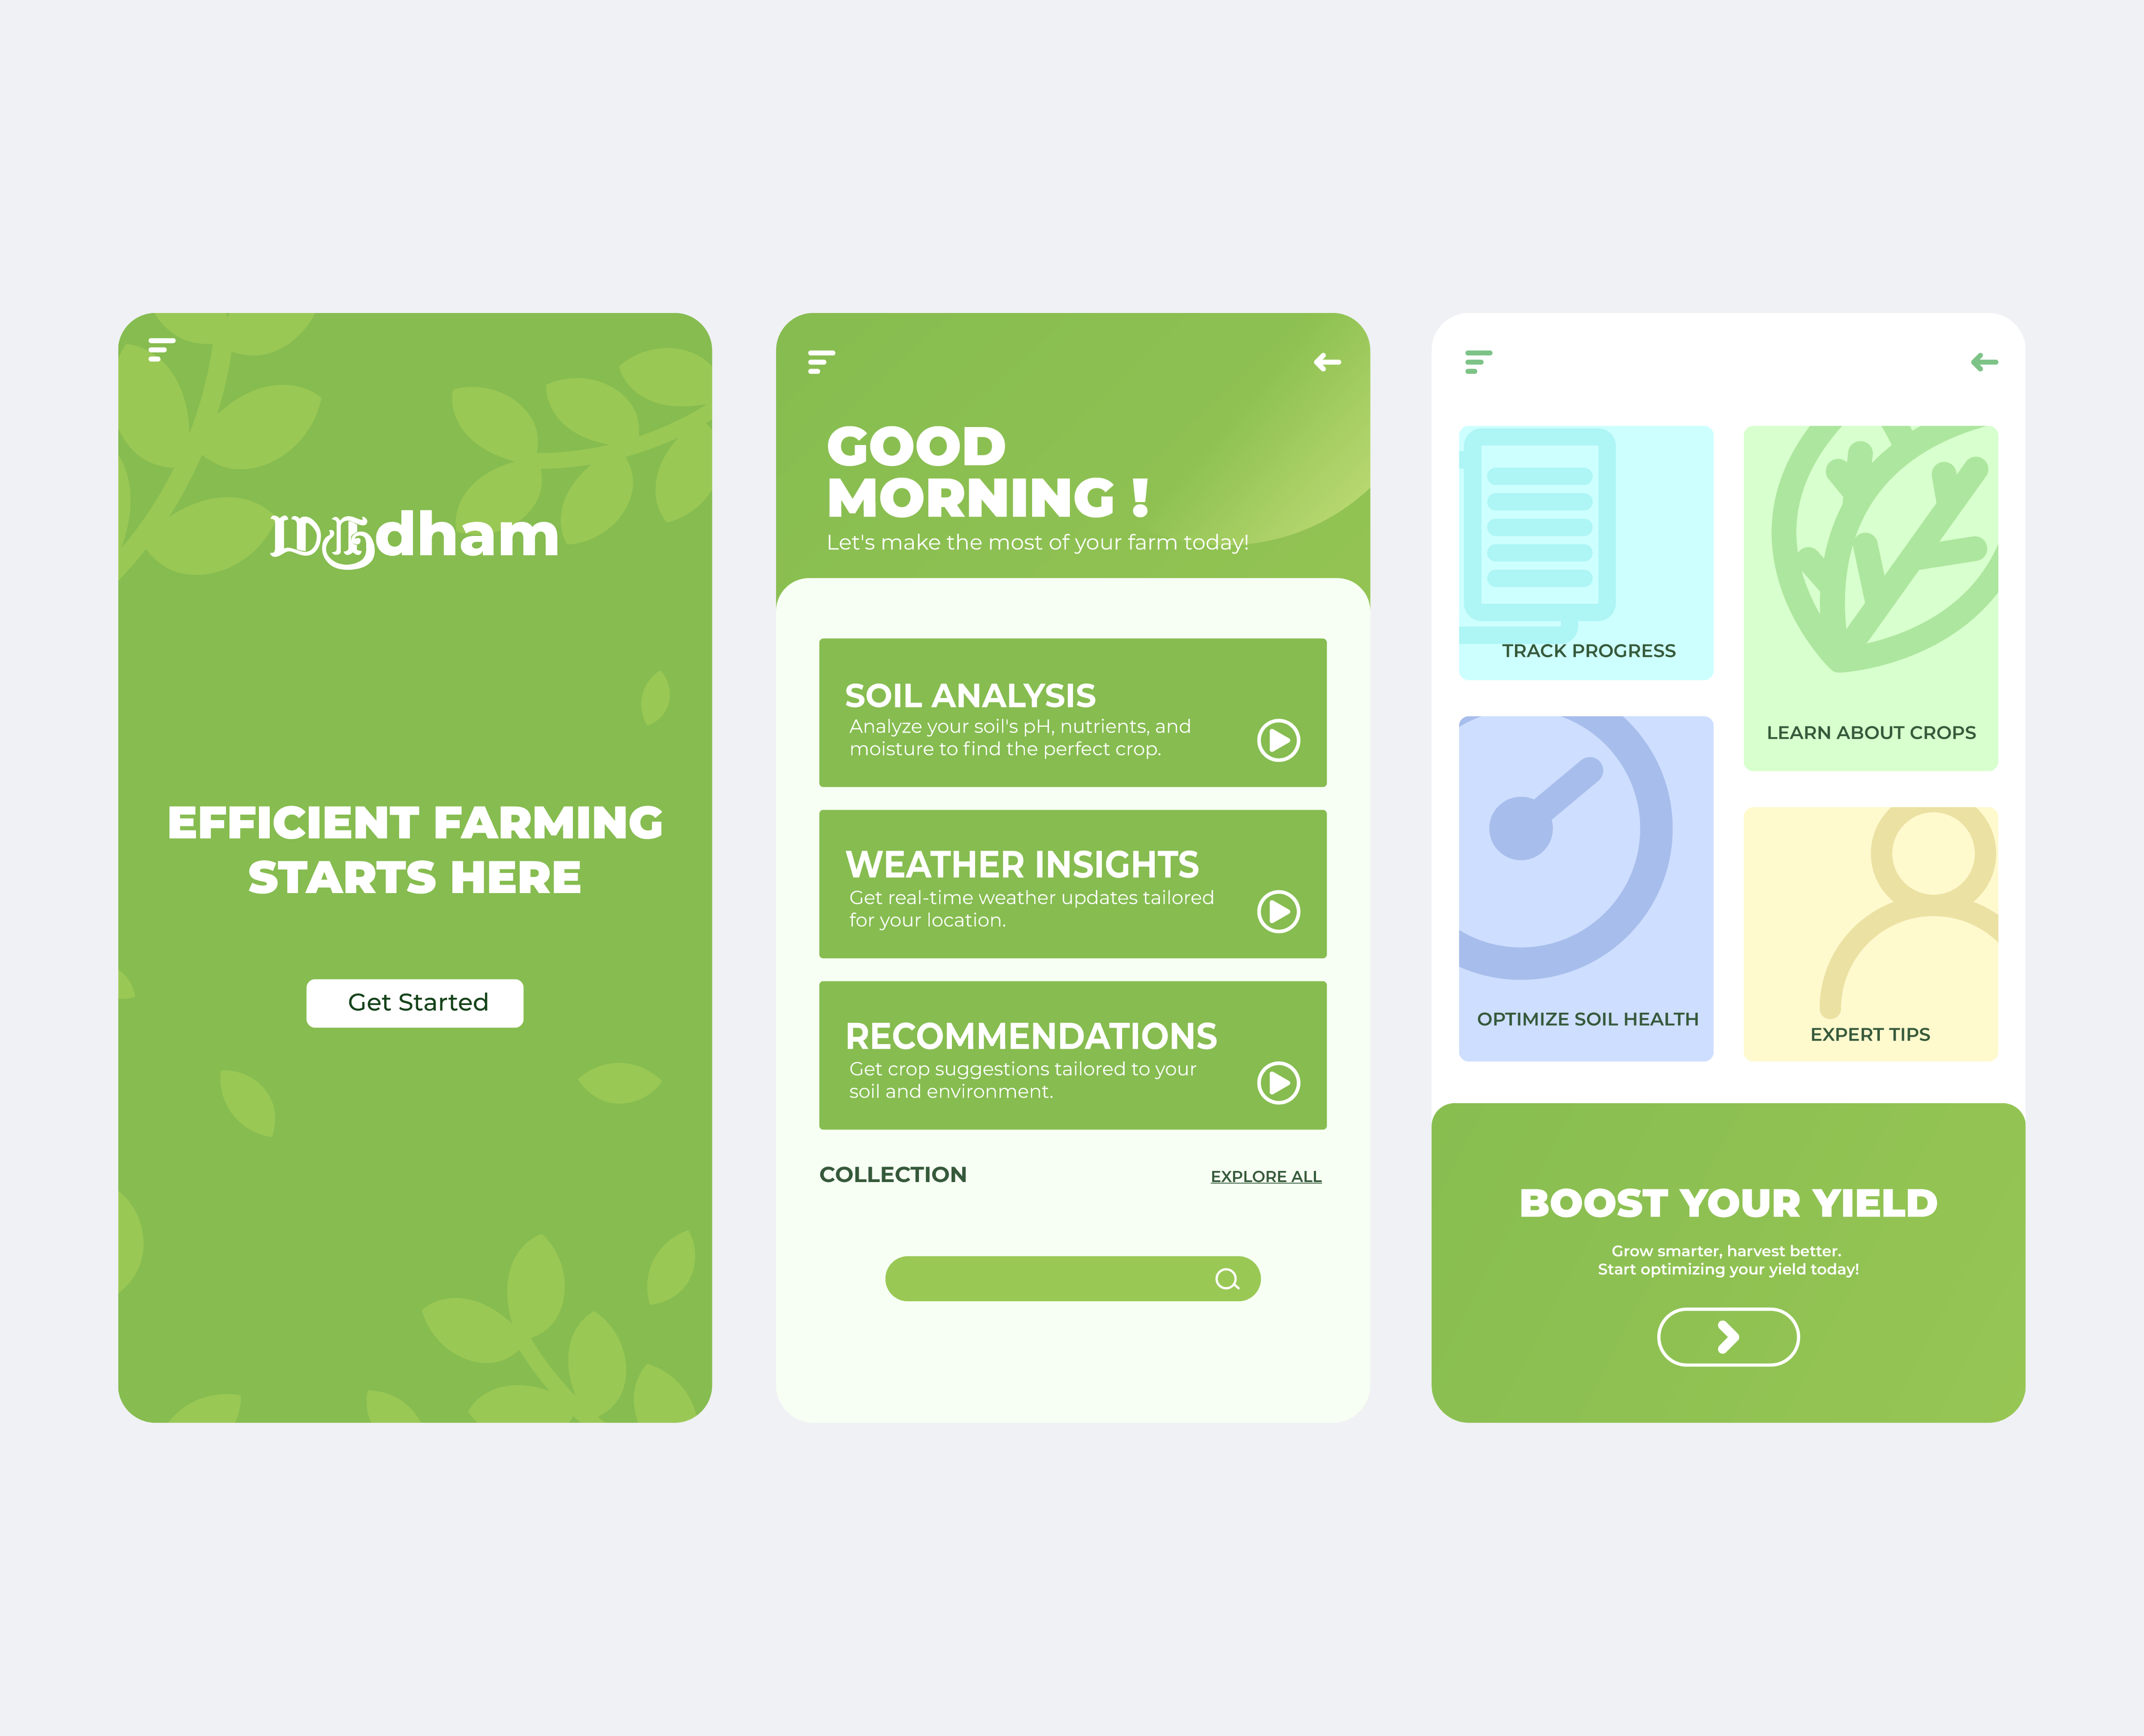 dham
EFFICIENT FARMING
STARTS HERE
Get Started
GOOD
MORNING !
Let's make the most of your farm today!
SOIL ANALYSIS
Analyze your soil's pH, nutrients, and
moisture to find the perfect crop.
WEATHER INSIGHTS
Get real-time weather updates tailored
for your location.
RECOMMENDATIONS
Get crop suggestions tailored to your
soil and environment.
COLLECTION
EXPLORE ALL
TRACK PROGRESS
LEARN ABOUT CROPS
OPTIMIZE SOIL HEALTH
EXPERT TIPS
BOOST YOUR YIELD
Grow smarter, harvest better.
Start optimizing your yield today!